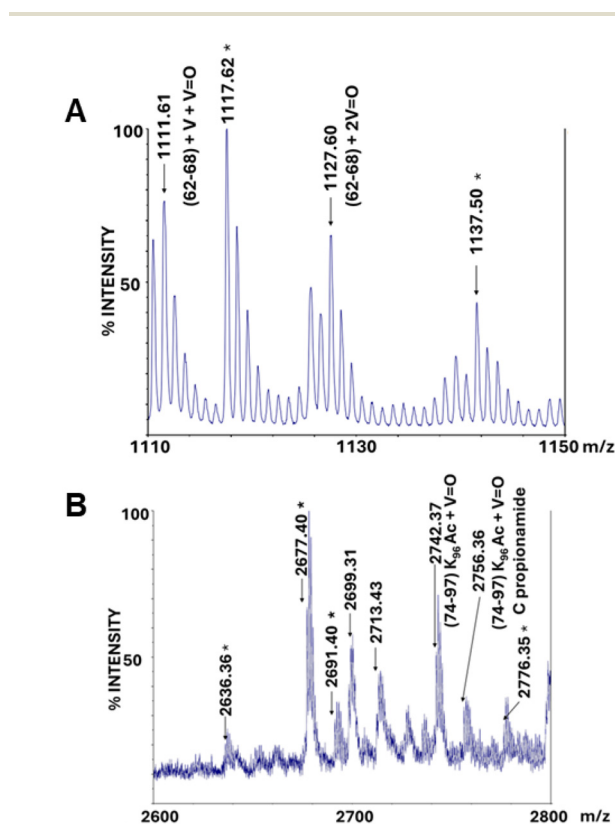 A
1111.61
(62-68) + V + V=O
1117.62 *
1127.60
(62-68) + 2V=O
1137.50 *
100
50
% INTENSITY
1110
1130
1150 m/z
B
2636.36 *
2677.40 *
2691.40 *
2699.31
2713.43
2742.37
(74-97) K96 Ac + V=O
2756.36
(74-97) K96 Ac + V=O
C propionamide
2776.35 *
100
50
% INTENSITY
2600
2700
2800
m/z